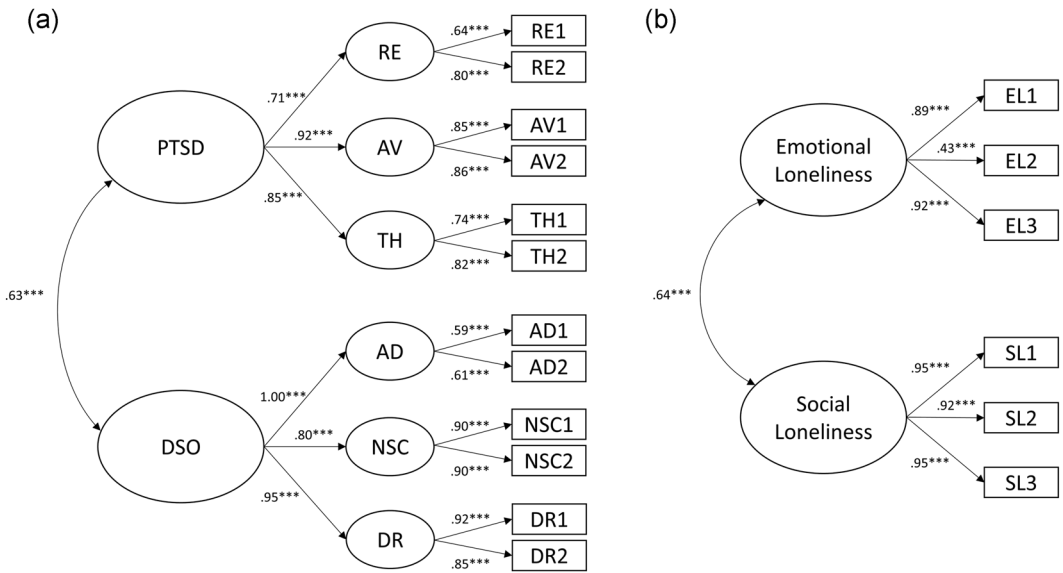 (a)
PTSD
.71***
.92***
.85***
RE
.64***
.80***
RE1
RE2
AV
.85***
.86***
AV1
AV2
TH
.74***
.82***
TH1
TH2
.63***
DSO
1.00***
.80***
.95***
AD
.59***
.61***
AD1
AD2
NSC
.90***
.90***
NSC1
NSC2
DR
.92***
.85***
DR1
DR2
(b)
Emotional
Loneliness
.89***
.43***
.92***
EL1
EL2
EL3
.64***
Social
Loneliness
.95***
.92***
.95***
SL1
SL2
SL3